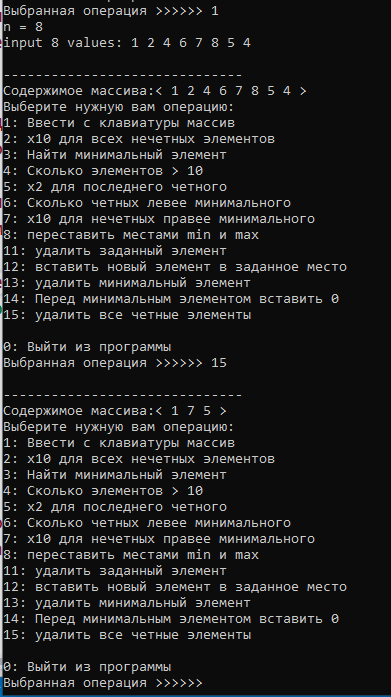 Выбранная операция >>>>>> 1
n = 8
input 8 values: 1 2 4 6 7 8 5 4
------------------------------
Содержимое массива:< 1 2 4 6 7 8 5 4 >
Выберите нужную вам операцию:
1: Ввести с клавиатуры массив
2: x10 для всех нечетных элементов
3: Найти минимальный элемент
4: Сколько элементов > 10
5: x2 для последнего четного
6: Сколько четных левее минимального
7: x10 для нечетных правее минимального
8: переставить местами min и max
11: удалить заданный элемент
12: вставить новый элемент в заданное место
13: удалить минимальный элемент
14: Перед минимальным элементом вставить 0
15: удалить все четные элементы
0: Выйти из программы
Выбранная операция >>>>>> 15
------------------------------
Содержимое массива:< 1 7 5 >
Выберите нужную вам операцию:
1: Ввести с клавиатуры массив
2: x10 для всех нечетных элементов
3: Найти минимальный элемент
4: Сколько элементов > 10
5: x2 для последнего четного
6: Сколько четных левее минимального
7: x10 для нечетных правее минимального
8: переставить местами min и max
11: удалить заданный элемент
12: вставить новый элемент в заданное место
13: удалить минимальный элемент
14: Перед минимальным элементом вставить 0
15: удалить все четные элементы
0: Выйти из программы
Выбранная операция >>>>>>